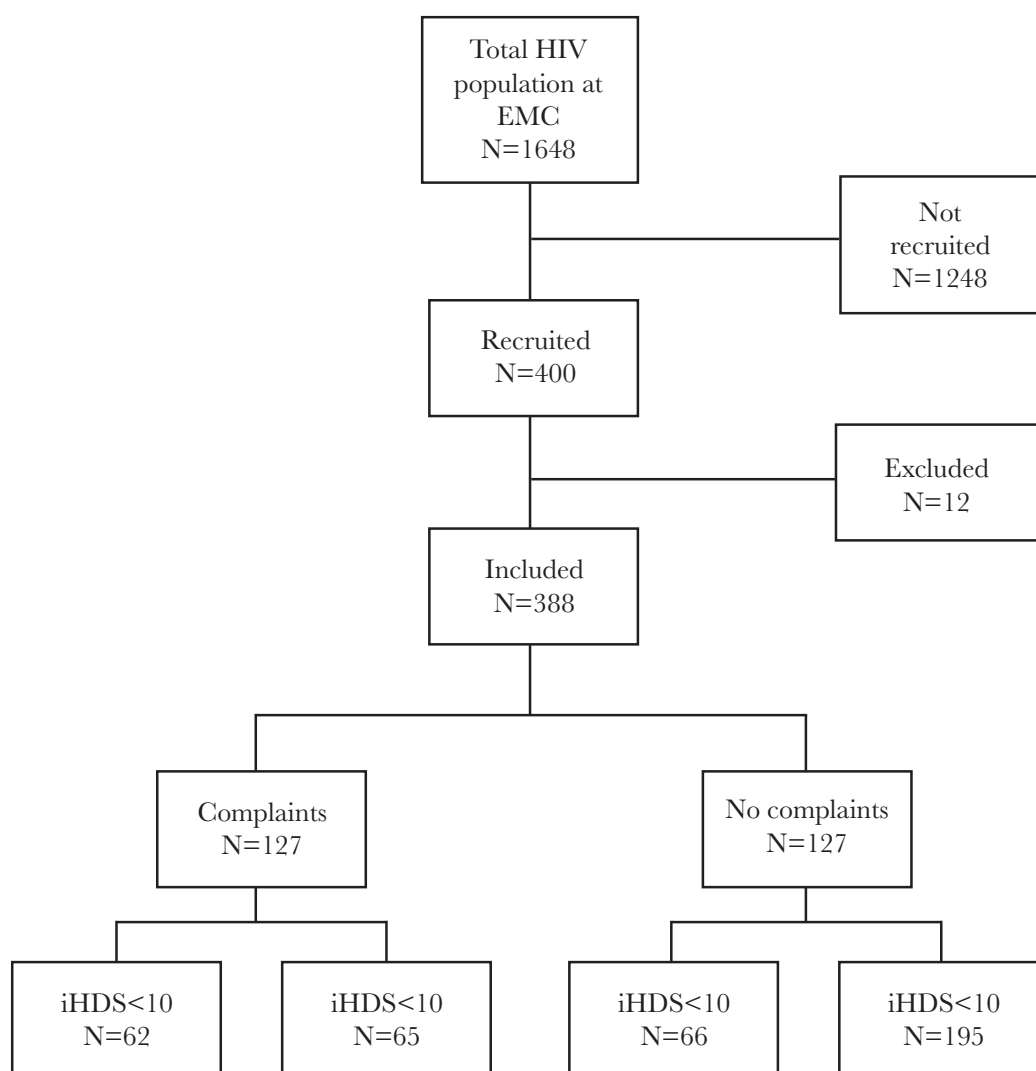 Total HIV
population at
EMC
N=1648
Not
recruited
N=1248
Recruited
N=400
Excluded
N=12
Included
N=388
Complaints
N=127
No complaints
N=127
iHDS<10
N=62
iHDS<10
N=65
iHDS<10
N=66
iHDS<10
N=195